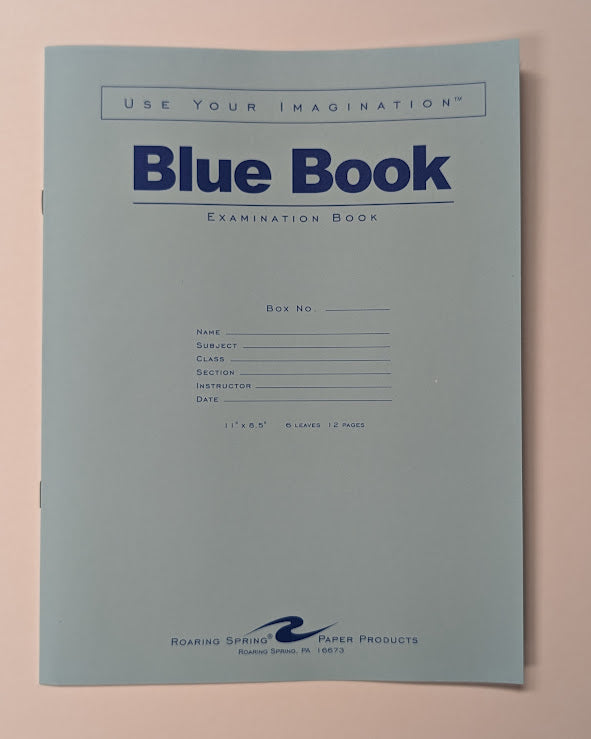 USE YOUR IMAGINATION™
Blue Book
EXAMINATION BOOK
BOX NO.
NAME
SUBJECT
CLASS
SECTION
INSTRUCTOR
DATE
11" x 8.5" 6 LEAVES 12 PAGES
ROARING SPRING® PAPER PRODUCTS
ROARING SPRING, PA 16673